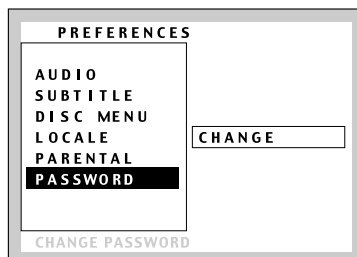 PREFERENCES
AUDIO
SUBTITLE
DISC MENU
LOCALE
CHANGE
PARENTAL
PASSWORD
CHANGE PASSWORD